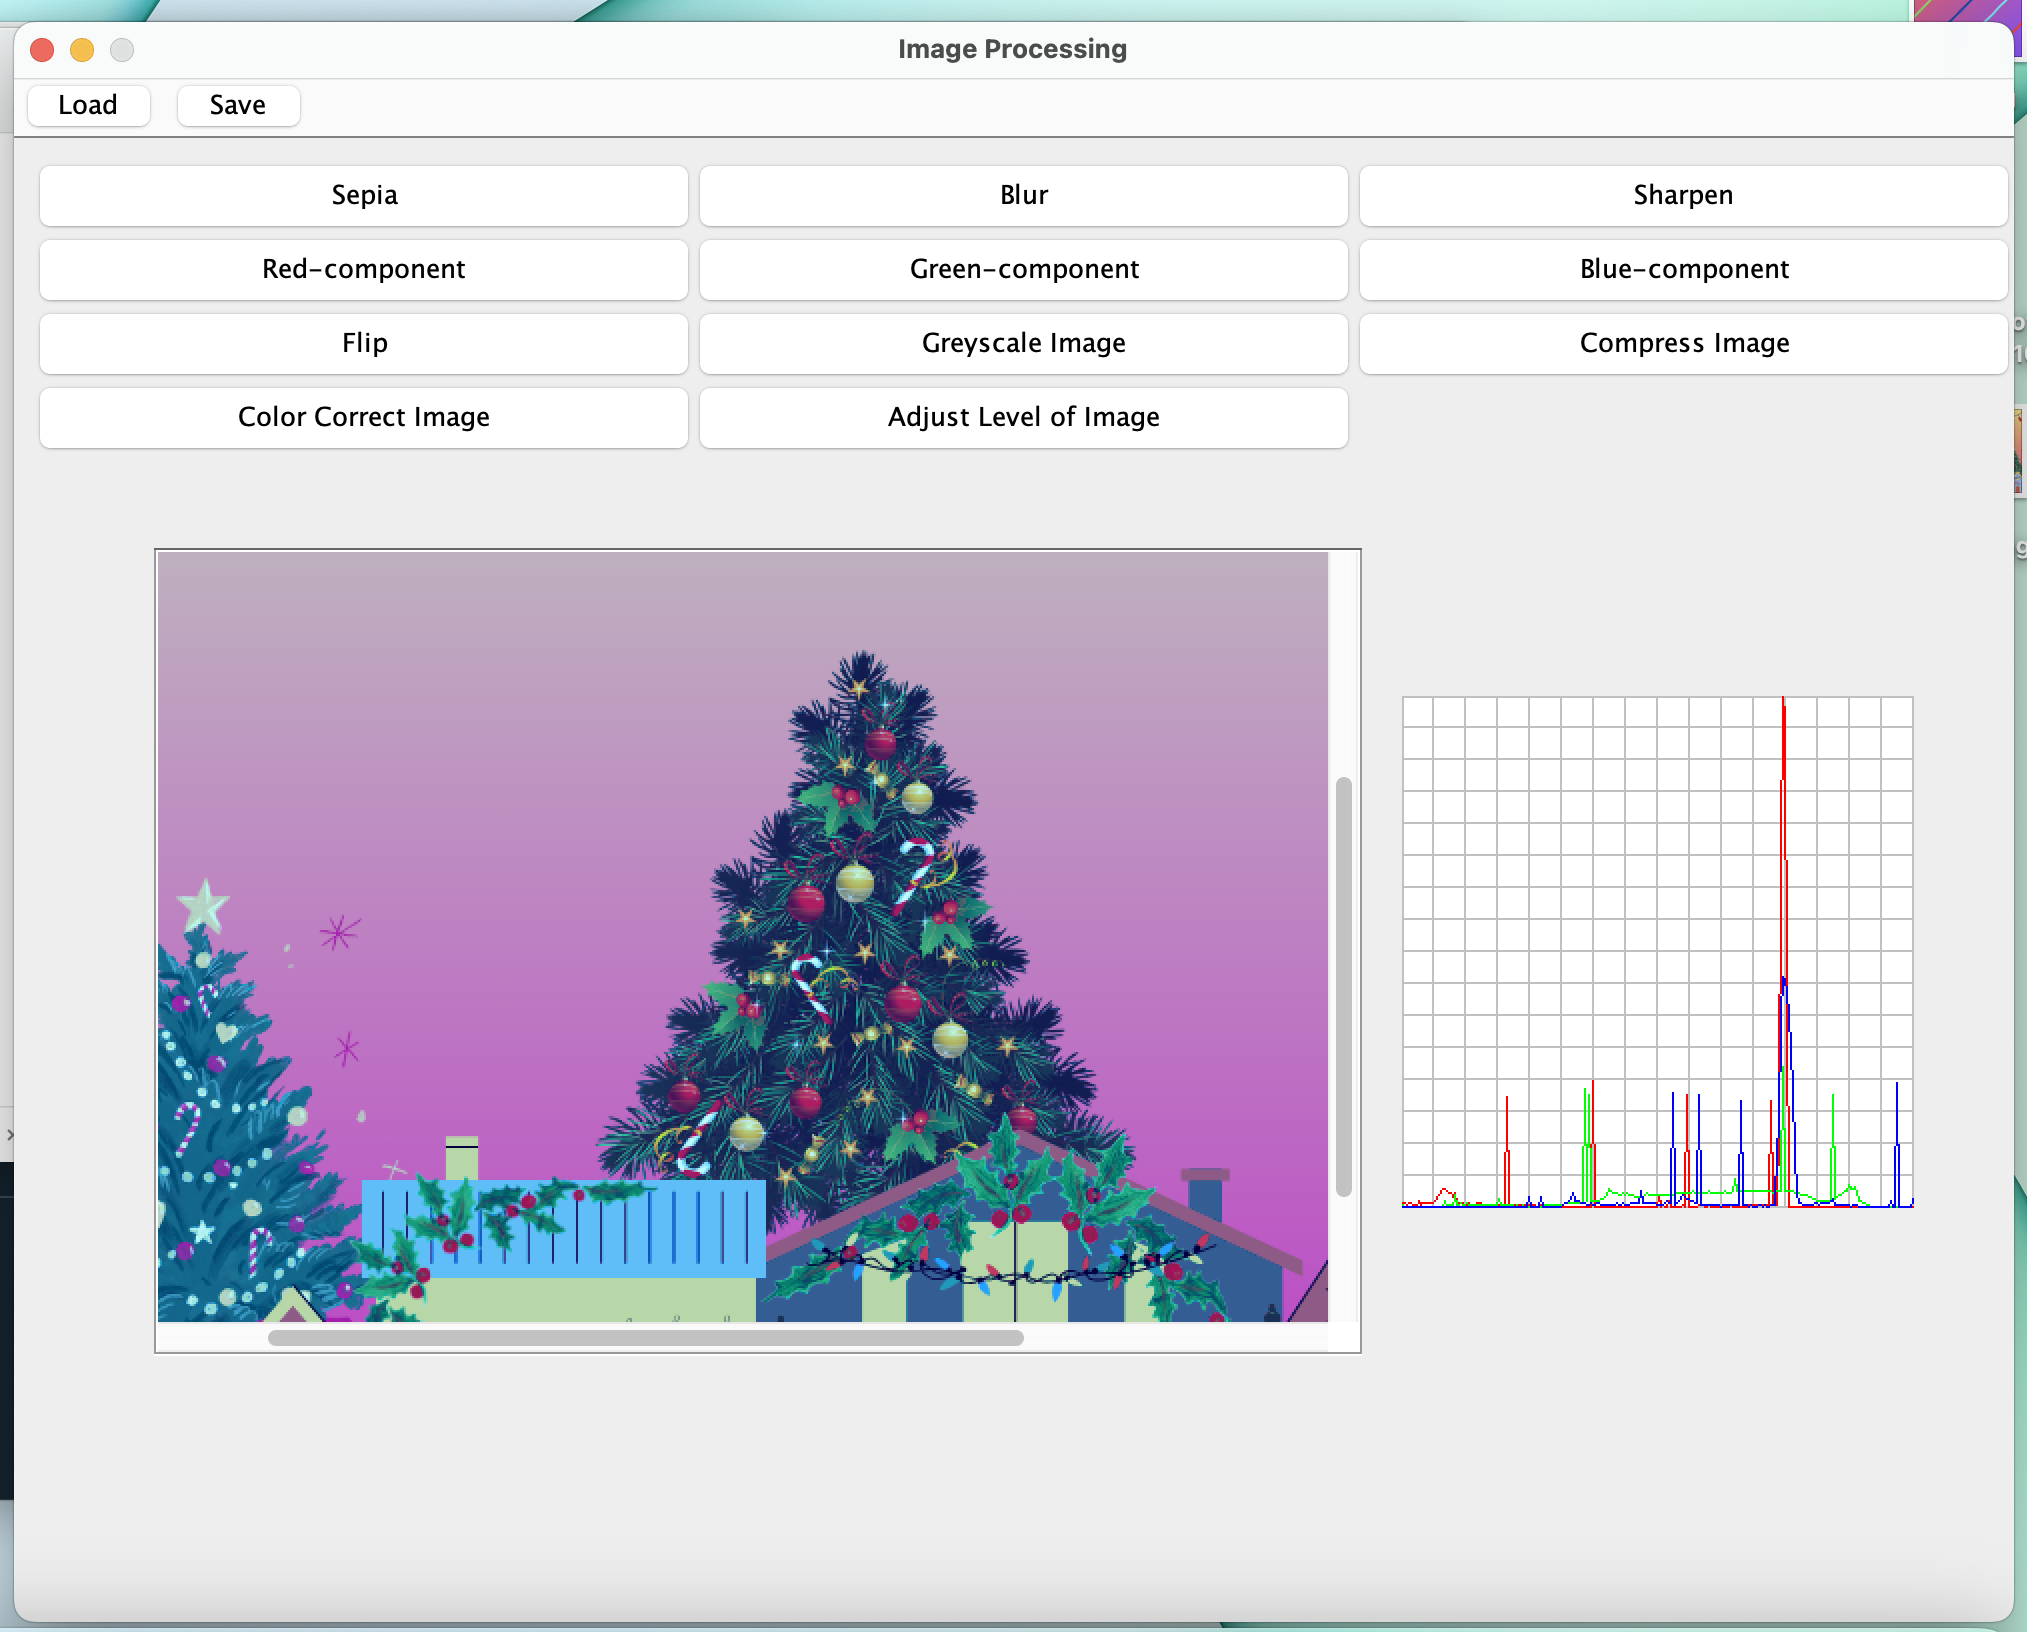 Image Processing
Load Save
Sepia Blur Sharpen
Red-component Green-component Blue-component
Flip Greyscale Image Compress Image
Color Correct Image Adjust Level of Image